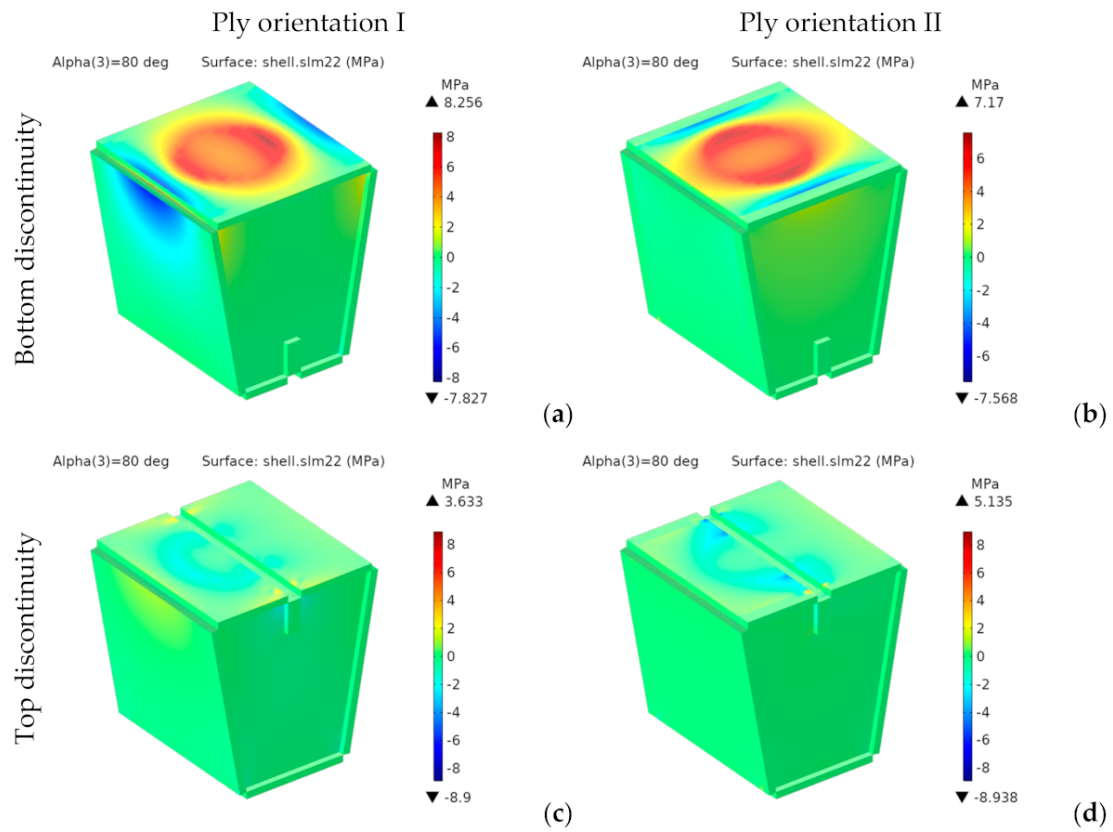 Ply orientation I
Ply orientation II
Bottom discontinuity
Alpha(3)=80 deg Surface: shell.slm22 (MPa)
MPa
▲ 8.256
8
6
4
2
0
-2
-4
-6
-8
▼ -7.827
(a)
Alpha(3)=80 deg Surface: shell.slm22 (MPa)
MPa
▲ 7.17
6
4
2
0
-2
-4
-6
▼ -7.568
(b)
Top discontinuity
Alpha(3)=80 deg Surface: shell.slm22 (MPa)
MPa
▲ 3.633
8
6
4
2
0
-2
-4
-6
-8
▼ -8.9
(c)
Alpha(3)=80 deg Surface: shell.slm22 (MPa)
MPa
▲ 5.135
8
6
4
2
0
-2
-4
-6
-8
▼ -8.938
(d)